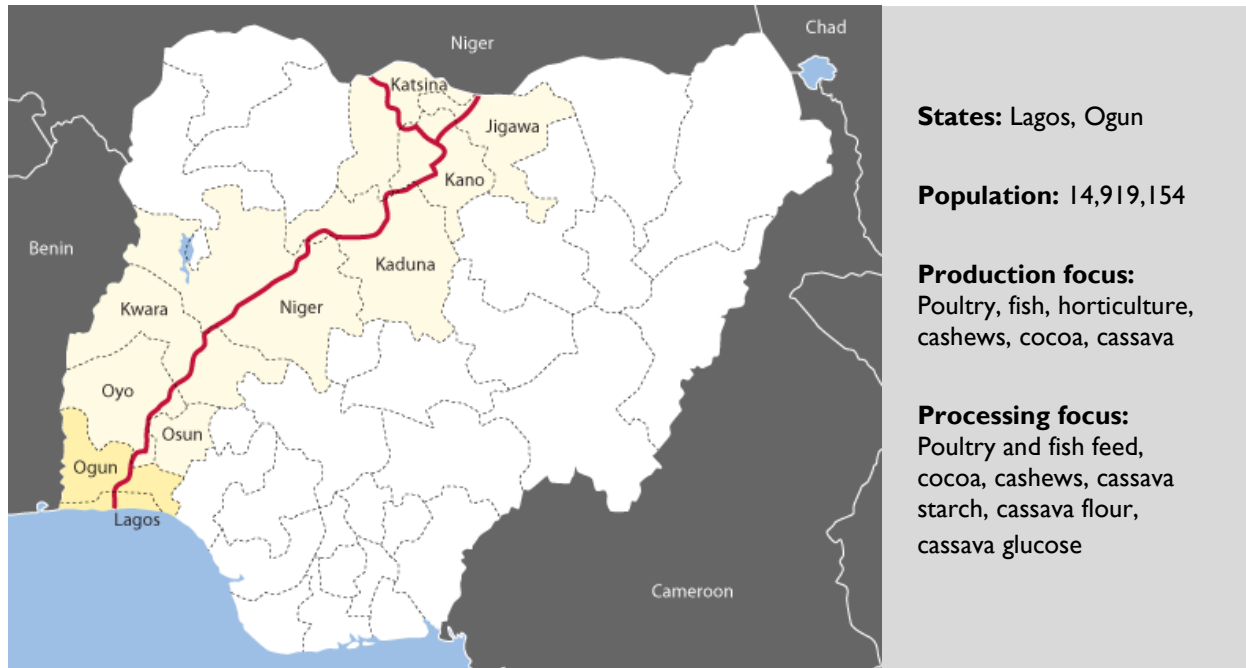 Niger
Chad
Katsina
Jigawa
Kano
Benin
Kaduna
Kwara
Niger
Oyo
Osun
Ogun
Lagos
Cameroon
States: Lagos, Ogun
Population: 14,919,154
Production focus:
Poultry, fish, horticulture,
cashews, cocoa, cassava
Processing focus:
Poultry and fish feed,
cocoa, cashews, cassava
starch, cassava flour,
cassava glucose